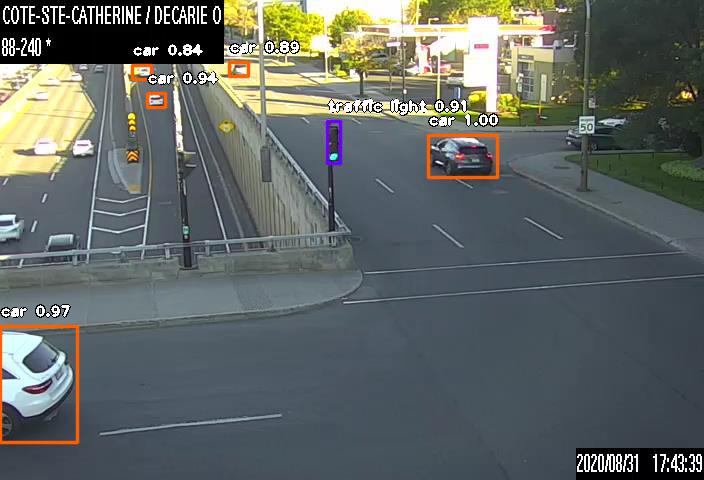 COTE-STE-CATHERINE / DECARIE O
88-240 *
car 0.84
car 0.89
car 0.94
traffic light 0.91
car 1.00
50
car 0.97
2020/08/31 17:43:39